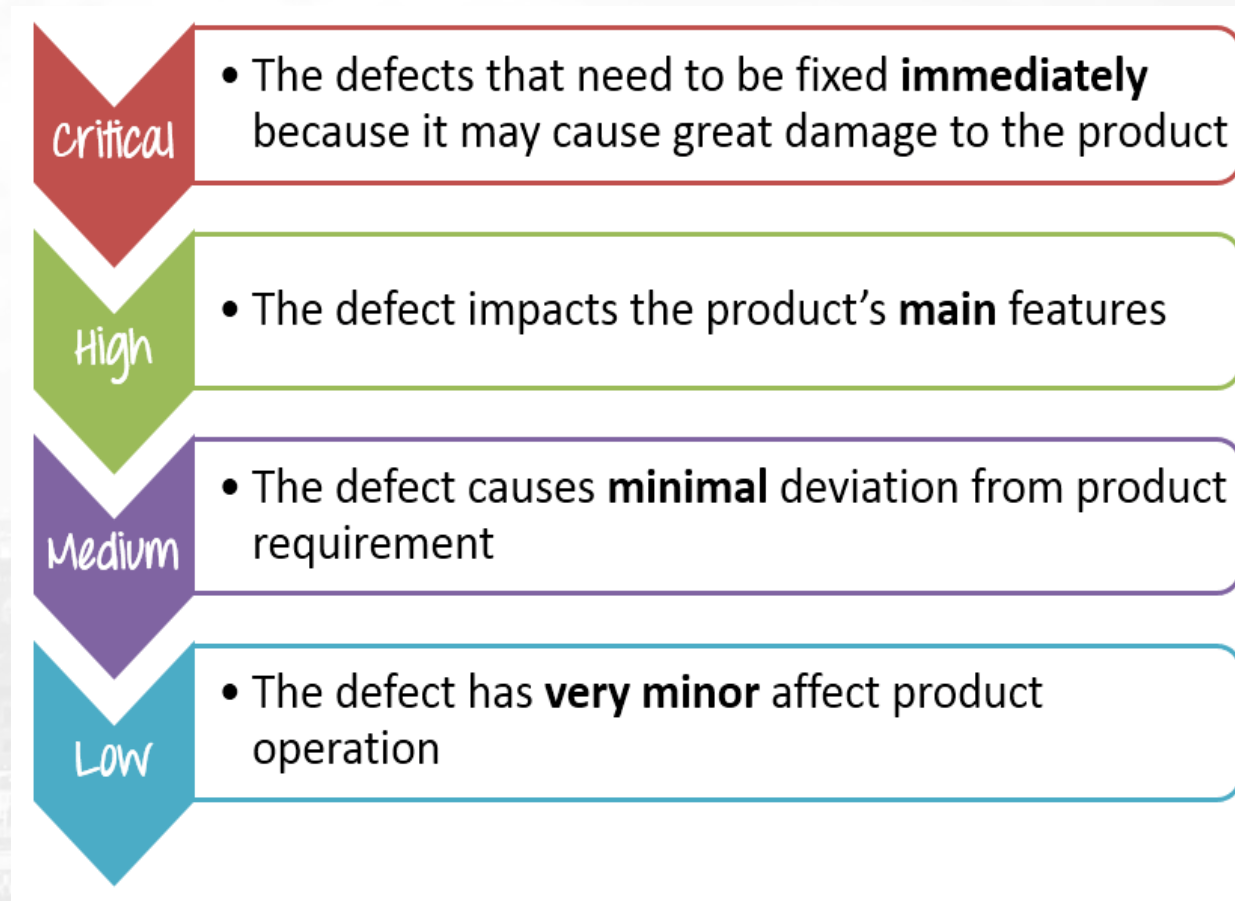 Critical
• The defects that need to be fixed immediately
because it may cause great damage to the product
High
• The defect impacts the product’s main features
Medium
• The defect causes minimal deviation from product
requirement
Low
• The defect has very minor affect product
operation